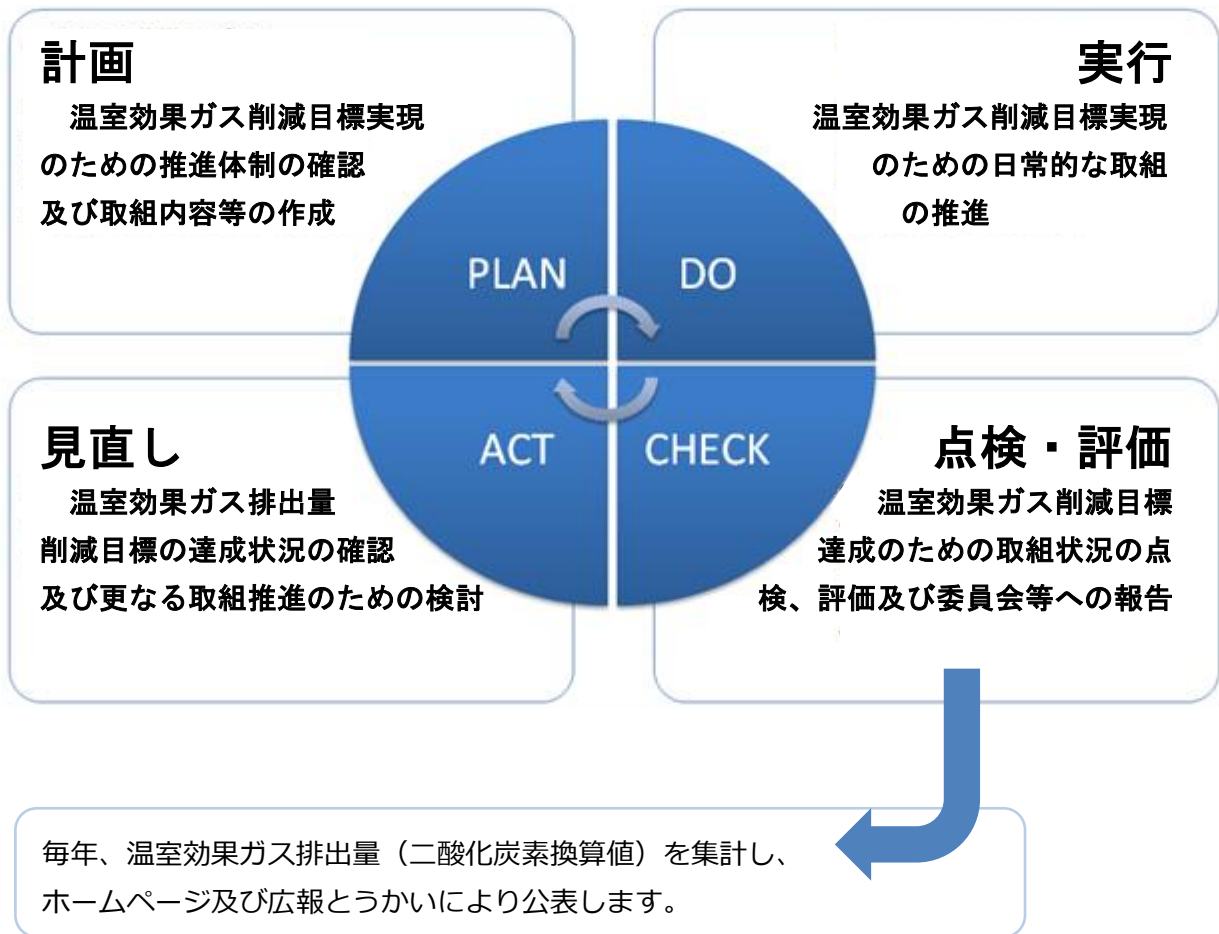 計画
温室効果ガス削減目標実現
のための推進体制の確認
及び取組内容等の作成
実行
温室効果ガス削減目標実現
のための日常的な取組
の推進
PLAN
DO
ACT
CHECK
見直し
温室効果ガス排出量
削減目標の達成状況の確認
及び更なる取組推進のための検討
点検・評価
温室効果ガス削減目標
達成のための取組状況の点
検、評価及び委員会等への報告
毎年、温室効果ガス排出量（二酸化炭素換算値）を集計し、
ホームページ及び広報とうかいにより公表します。